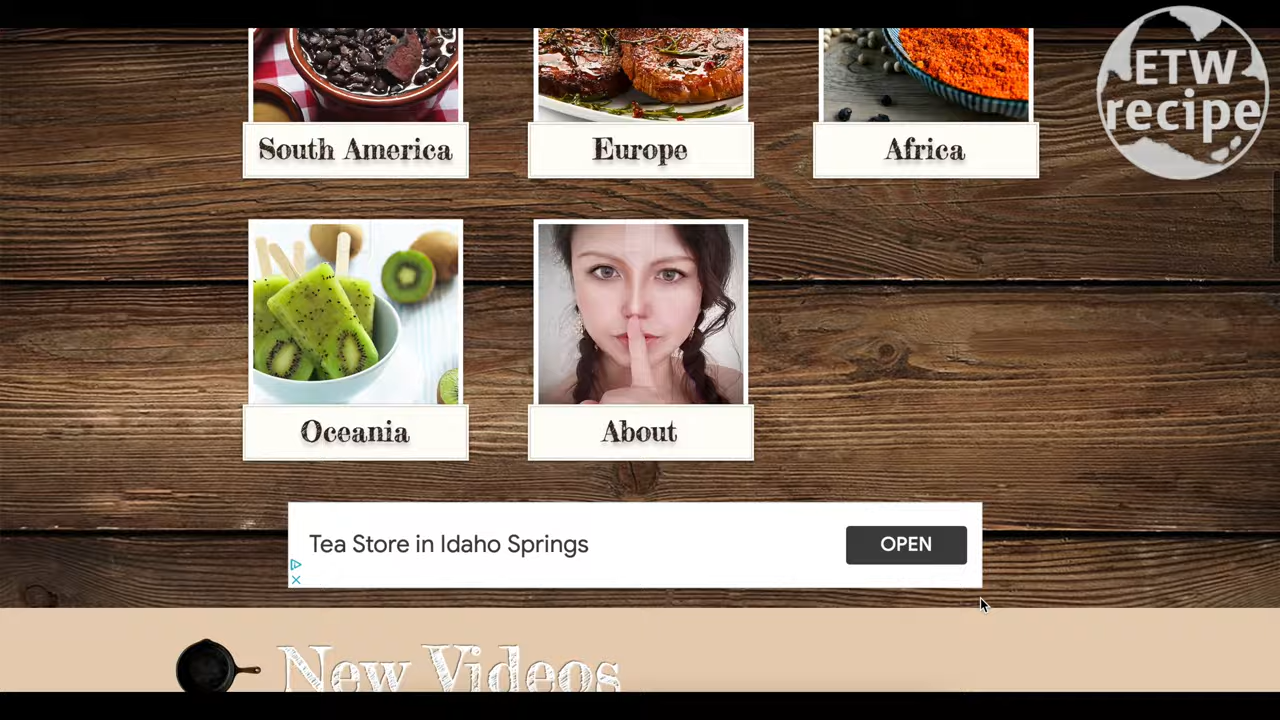 ETW
recipe
South America
Europe
Africa
Oceania
About
Tea Store in Idaho Springs
OPEN
New Videos